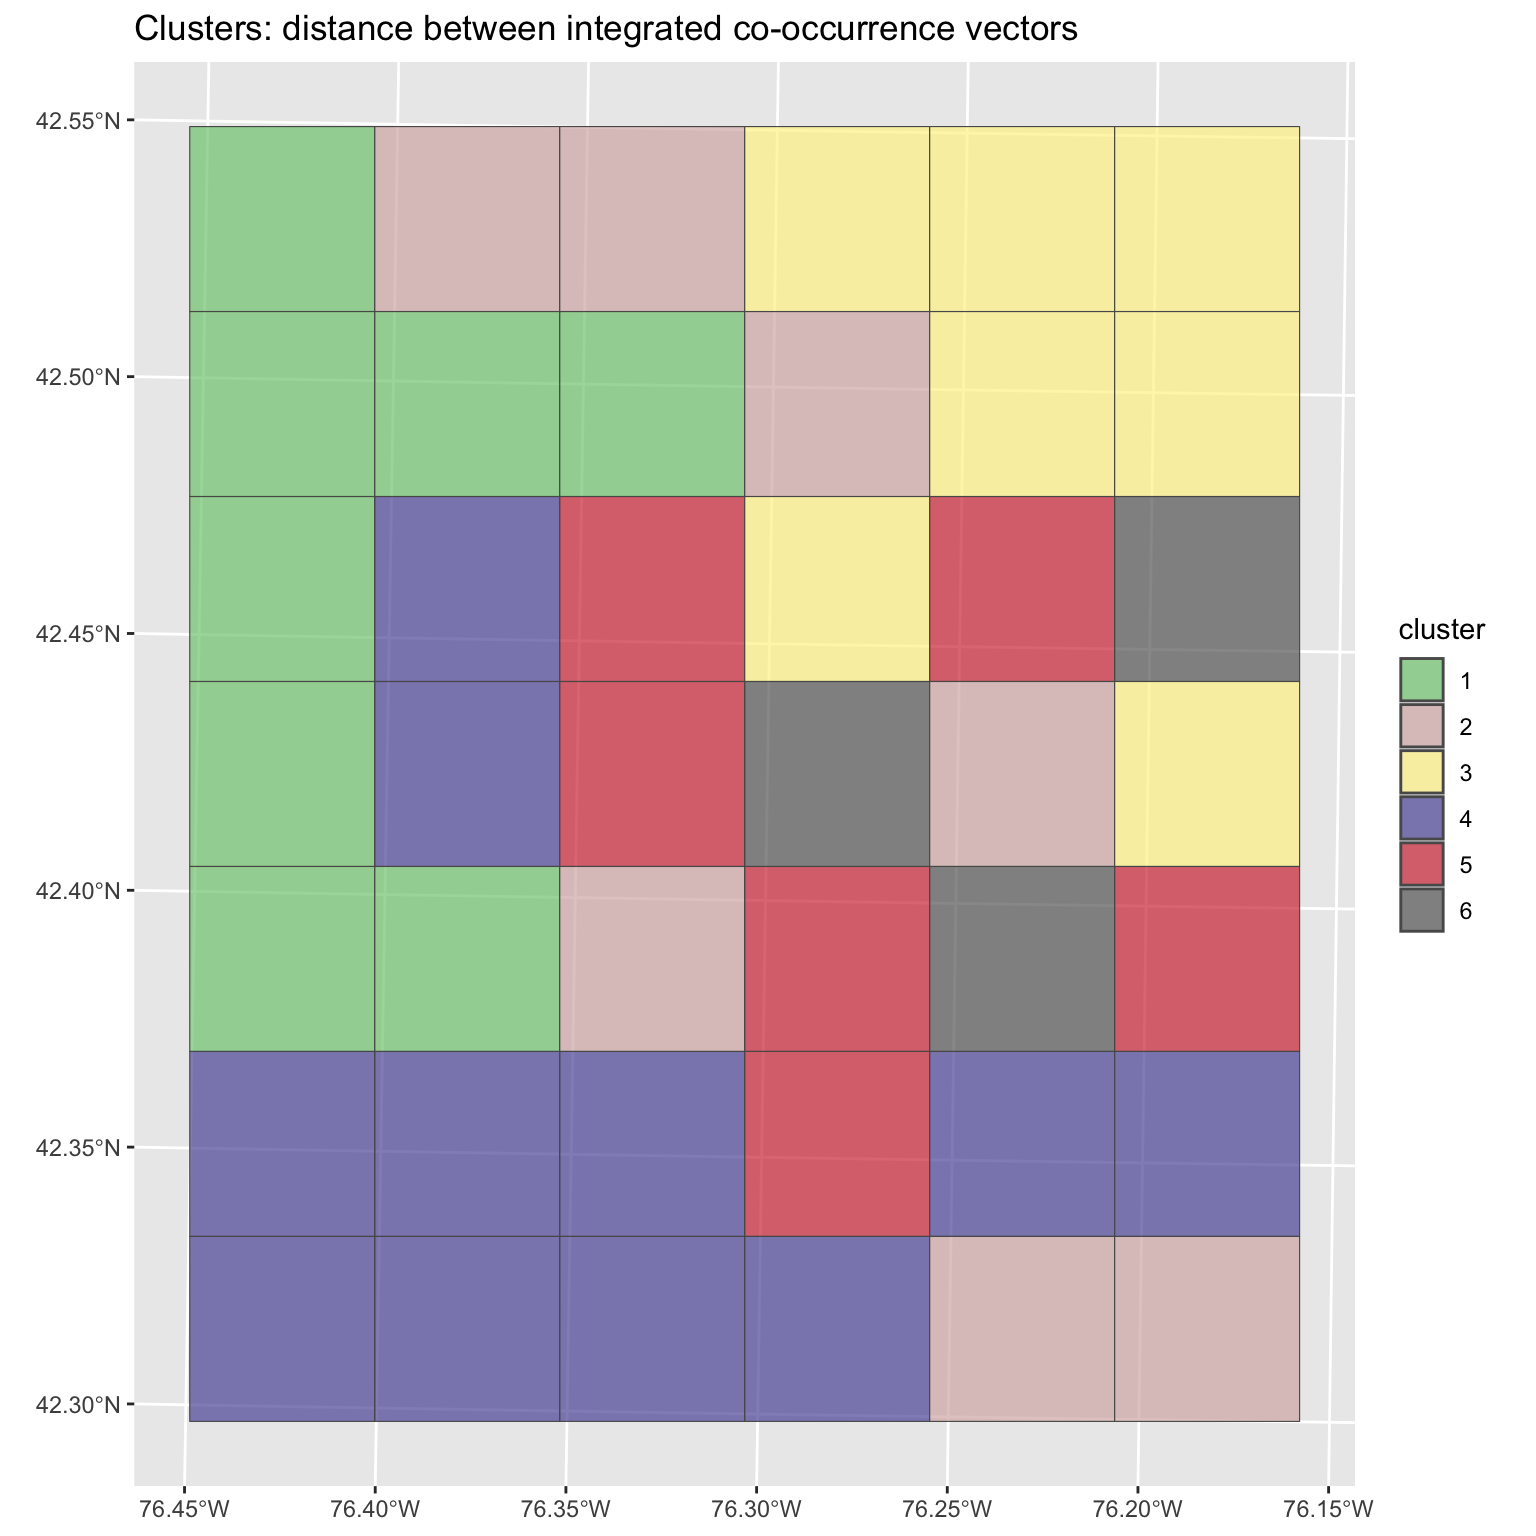 Clusters: distance between integrated co-occurrence vectors
42.55°N
42.50°N
42.45°N
42.40°N
42.35°N
42.30°N
76.45°W 76.40°W 76.35°W 76.30°W 76.25°W 76.20°W 76.15°W
cluster
1
2
3
4
5
6